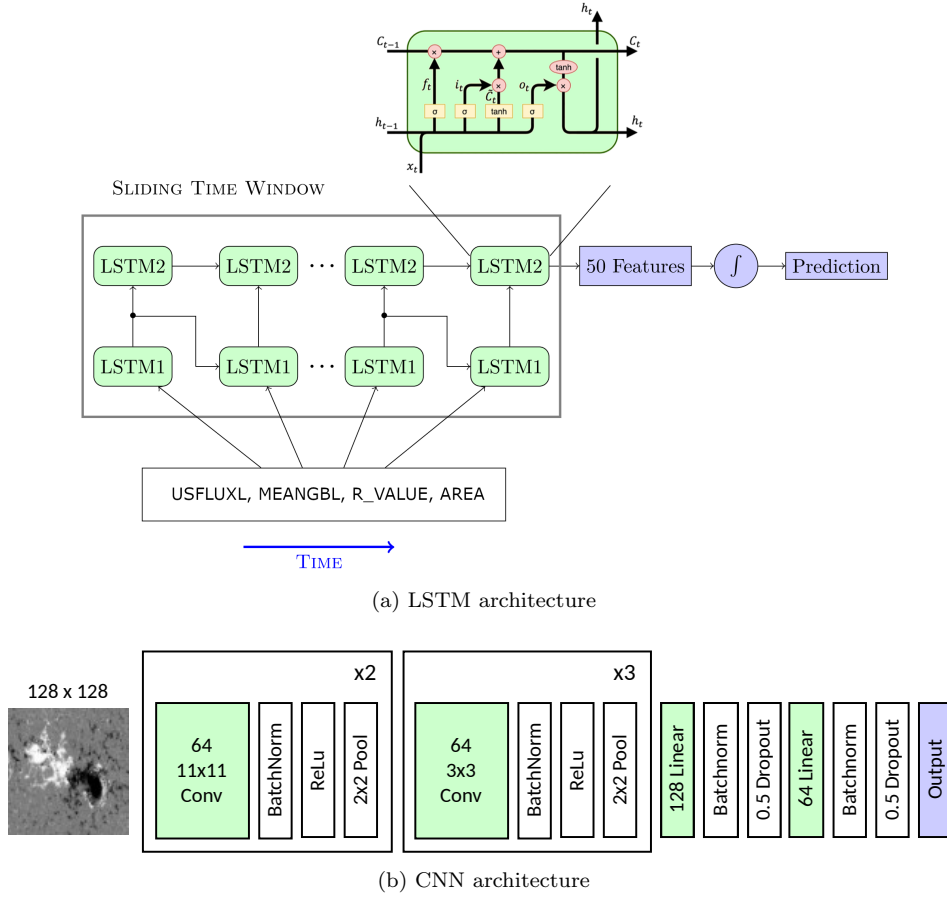 h_t
C_{t-1} × + C_t
tanh
f_t i_t × o_t ×
C̃_t
σ σ tanh σ
h_{t-1} h_t
x_t
SLIDING TIME WINDOW
LSTM2 LSTM2 ··· LSTM2 LSTM2 50 Features ∫ Prediction
LSTM1 LSTM1 ··· LSTM1 LSTM1
USFLUXL, MEANGBL, R_VALUE, AREA
TIME
(a) LSTM architecture
128 x 128
x2
64
11x11
Conv
BatchNorm
ReLu
2x2 Pool
x3
64
3x3
Conv
BatchNorm
ReLu
2x2 Pool
128 Linear
Batchnorm
0.5 Dropout
64 Linear
Batchnorm
0.5 Dropout
Output
(b) CNN architecture